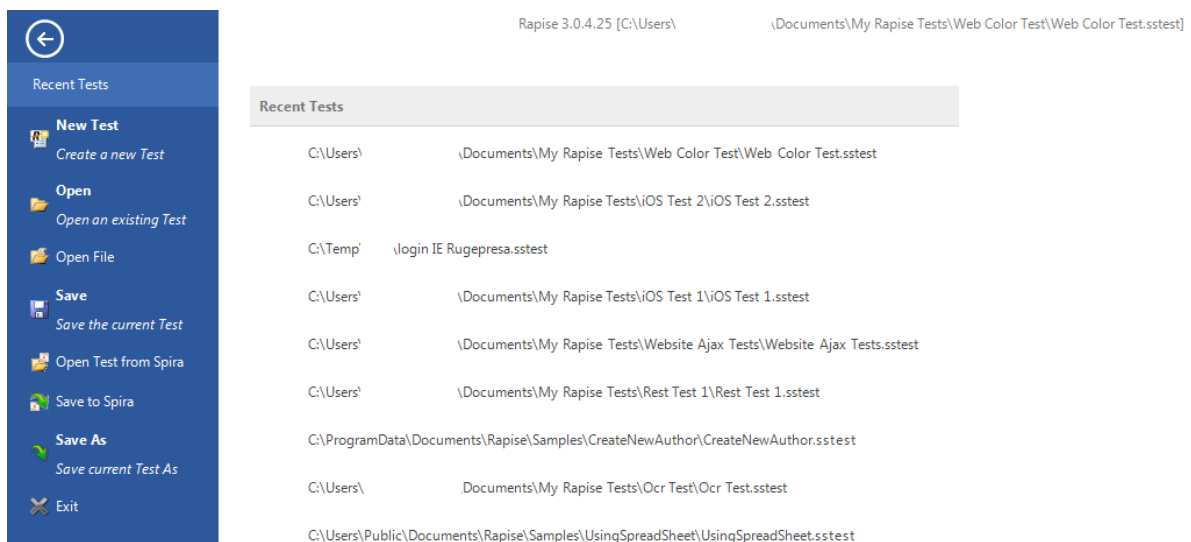 Rapise 3.0.4.25 [C:\Users\ \Documents\My Rapise Tests\Web Color Test\Web Color Test.sstest]
Recent Tests
New Test
Create a new Test
Open
Open an existing Test
Open File
Save
Save the current Test
Open Test from Spira
Save to Spira
Save As
Save current Test As
Exit
Recent Tests
C:\Users\ \Documents\My Rapise Tests\Web Color Test\Web Color Test.sstest
C:\Users\ \Documents\My Rapise Tests\iOS Test 2\iOS Test 2.sstest
C:\Temp\ \login IE Rugepresa.sstest
C:\Users\ \Documents\My Rapise Tests\iOS Test 1\iOS Test 1.sstest
C:\Users\ \Documents\My Rapise Tests\Website Ajax Tests\Website Ajax Tests.sstest
C:\Users\ \Documents\My Rapise Tests\Rest Test 1\Rest Test 1.sstest
C:\ProgramData\Documents\Rapise\Samples\CreateNewAuthor\CreateNewAuthor.sstest
C:\Users\ Documents\My Rapise Tests\Ocr Test\Ocr Test.sstest
C:\Users\Public\Documents\Rapise\Samples\UsingSpreadSheet\UsingSpreadSheet.sstest